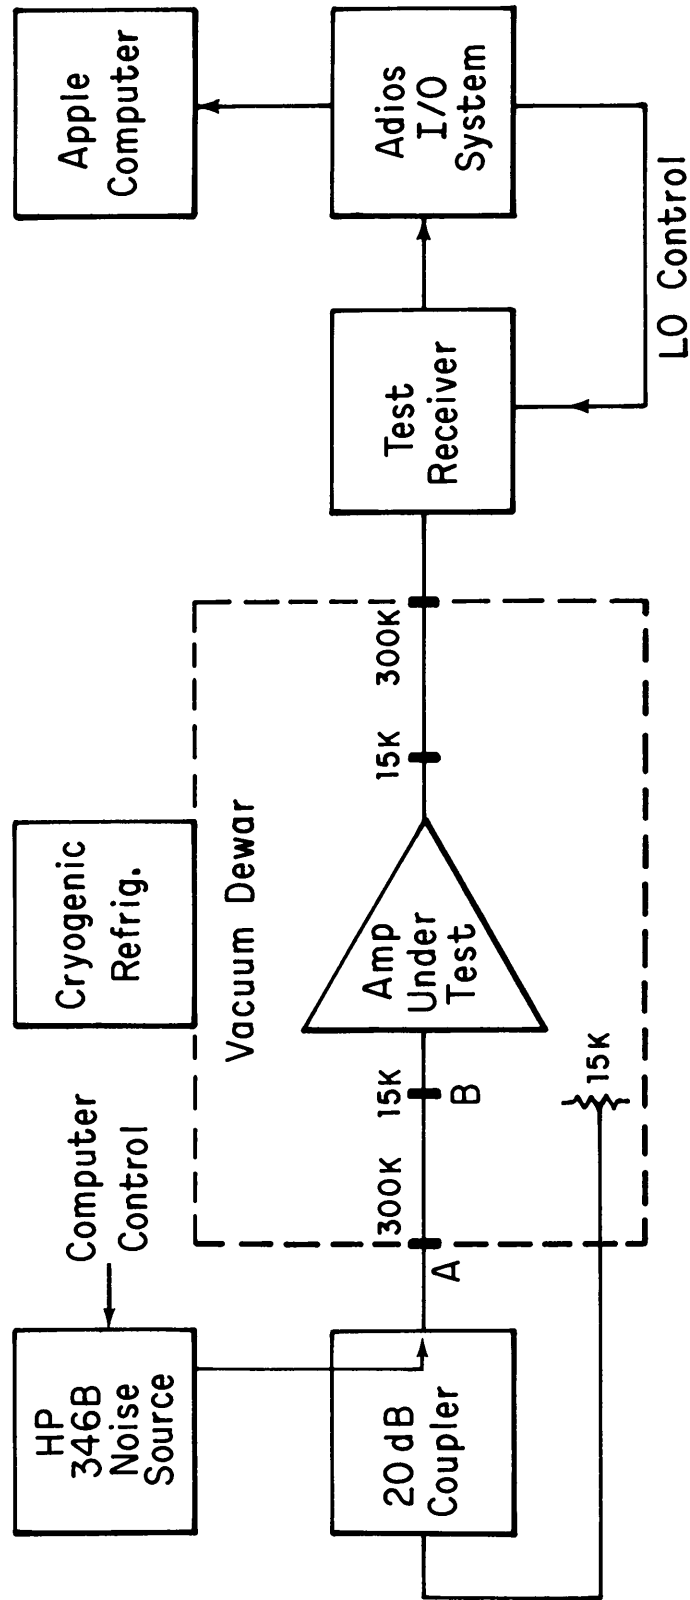 HP
346B
Noise
Source
Computer
Control
Cryogenic
Refrig.
Apple
Computer
Vacuum Dewar
20 dB
Coupler
A
300K
15K
B
Amp
Under
Test
15K
300K
Test
Receiver
Adios
I/O
System
15K
LO Control